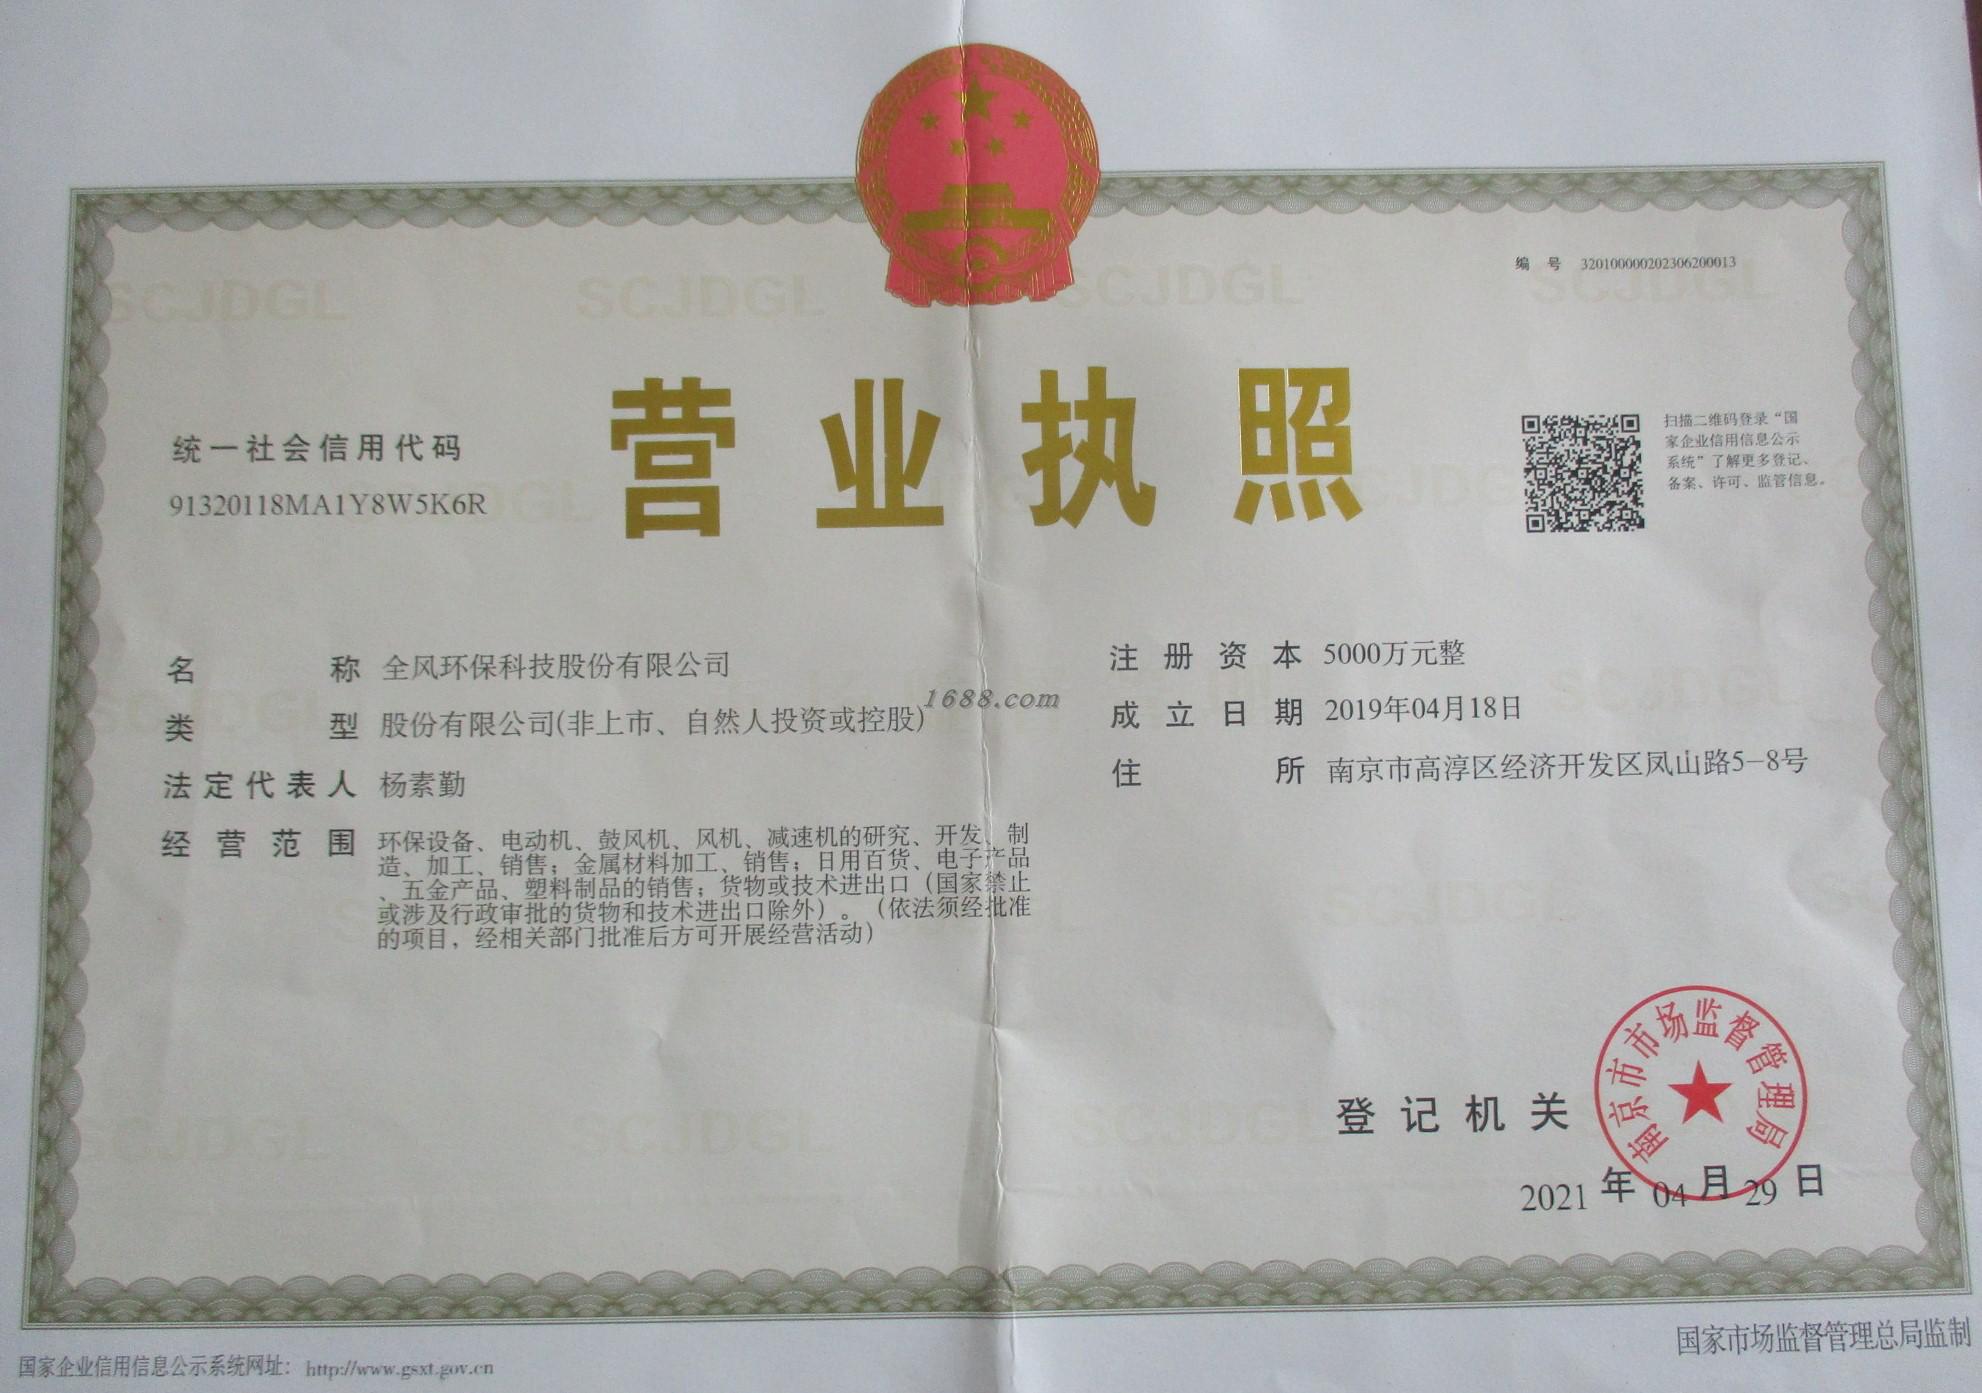 编 号 320100000202306200013
营业执照
统一社会信用代码
91320118MA1Y8W5K6R
扫描二维码登录“国
家企业信用信息公示
系统”了解更多登记、
备案、许可、监管信息。
名 称 全风环保科技股份有限公司
类 型 股份有限公司(非上市、自然人投资或控股)
法定代表人 杨素勤
经营范围 环保设备、电动机、鼓风机、风机、减速机的研究、开发、制
造、加工、销售；金属材料加工、销售；日用百货、电子产品
、五金产品、塑料制品的销售；货物或技术进出口（国家禁止
或涉及行政审批的货物和技术进出口除外）。（依法须经批准
的项目，经相关部门批准后方可开展经营活动）
1688.com
注册资本 5000万元整
成立日期 2019年04月18日
住 所 南京市高淳区经济开发区凤山路5-8号
登记机关
南京市市场监督管理局
2021 年 04 月 29 日
国家企业信用信息公示系统网址： http://www.gsxt.gov.cn
国家市场监督管理总局监制
SCJDGL